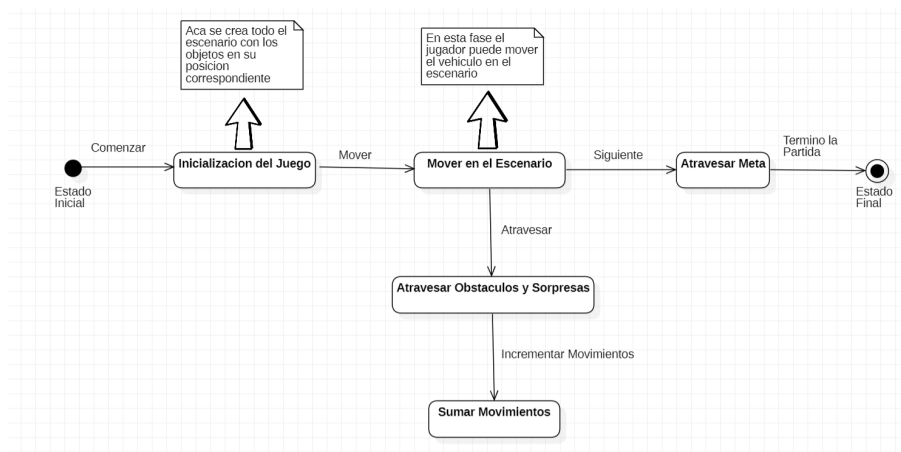 Aca se crea todo el
escenario con los
objetos en su
posicion
correspondiente
En esta fase el
jugador puede mover
el vehiculo en el
escenario
Comenzar
Estado
Inicial
Inicializacion del Juego
Mover
Mover en el Escenario
Siguiente
Atravesar Meta
Termino la
Partida
Estado
Final
Atravesar
Atravesar Obstaculos y Sorpresas
Incrementar Movimientos
Sumar Movimientos